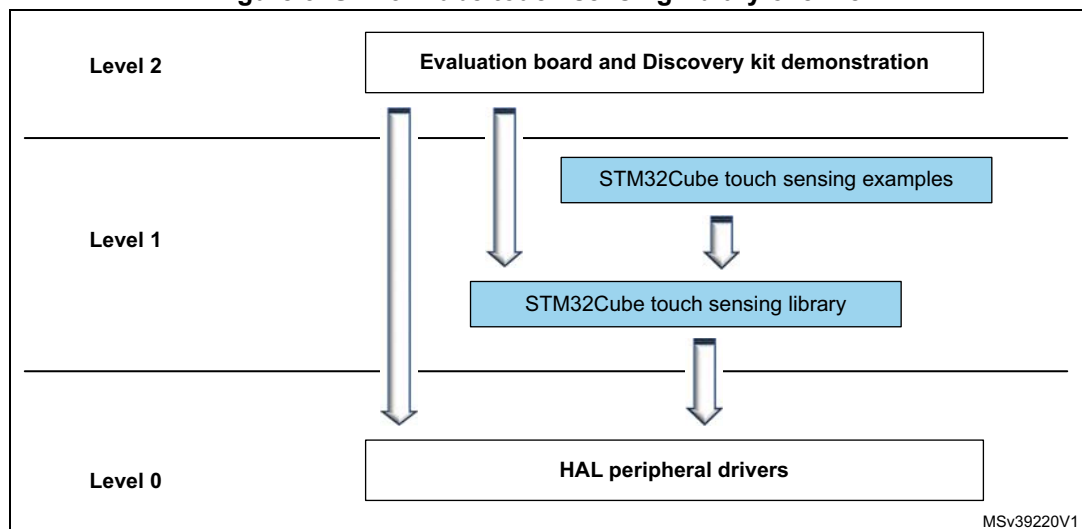 Level 2
Evaluation board and Discovery kit demonstration
STM32Cube touch sensing examples
Level 1
STM32Cube touch sensing library
HAL peripheral drivers
Level 0
MSv39220V1